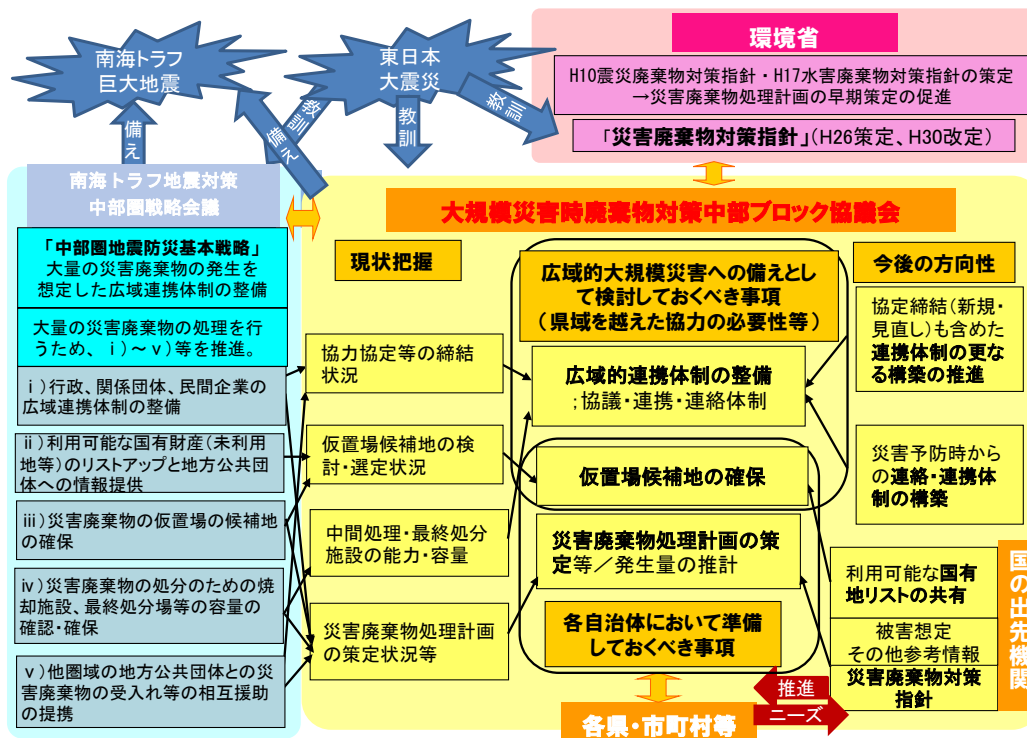 南海トラフ
巨大地震
東日本
大震災
環境省
H10震災廃棄物対策指針・H17水害廃棄物対策指針の策定
→災害廃棄物処理計画の早期策定の促進
「災害廃棄物対策指針」(H26策定、H30改定)
備え
備え
教訓
教訓
教訓
南海トラフ地震対策
中部圏戦略会議
大規模災害時廃棄物対策中部ブロック協議会
「中部圏地震防災基本戦略」
大量の災害廃棄物の発生を
想定した広域連携体制の整備
大量の災害廃棄物の処理を行
うため、ⅰ)~ⅴ)等を推進。
ⅰ)行政、関係団体、民間企業の
広域連携体制の整備
ⅱ)利用可能な国有財産(未利用
地等)のリストアップと地方公共団
体への情報提供
ⅲ)災害廃棄物の仮置場の候補地
の確保
ⅳ)災害廃棄物の処分のための焼
却施設、最終処分場等の容量の
確認・確保
ⅴ)他圏域の地方公共団体との災
害廃棄物の受入れ等の相互援助
の提携
現状把握
協力協定等の締結
状況
仮置場候補地の検
討・選定状況
中間処理・最終処分
施設の能力・容量
災害廃棄物処理計画
の策定状況等
広域的大規模災害への備えとし
て検討しておくべき事項
(県域を越えた協力の必要性等)
広域的連携体制の整備
;協議・連携・連絡体制
仮置場候補地の確保
災害廃棄物処理計画の策
定等/発生量の推計
各自治体において準備
しておくべき事項
今後の方向性
協定締結(新規・
見直し)も含めた
連携体制の更な
る構築の推進
災害予防時から
の連絡・連携体
制の構築
利用可能な国有
地リストの共有
被害想定
その他参考情報
災害廃棄物対策
指針
国の出先機関
推進
ニーズ
各県・市町村等